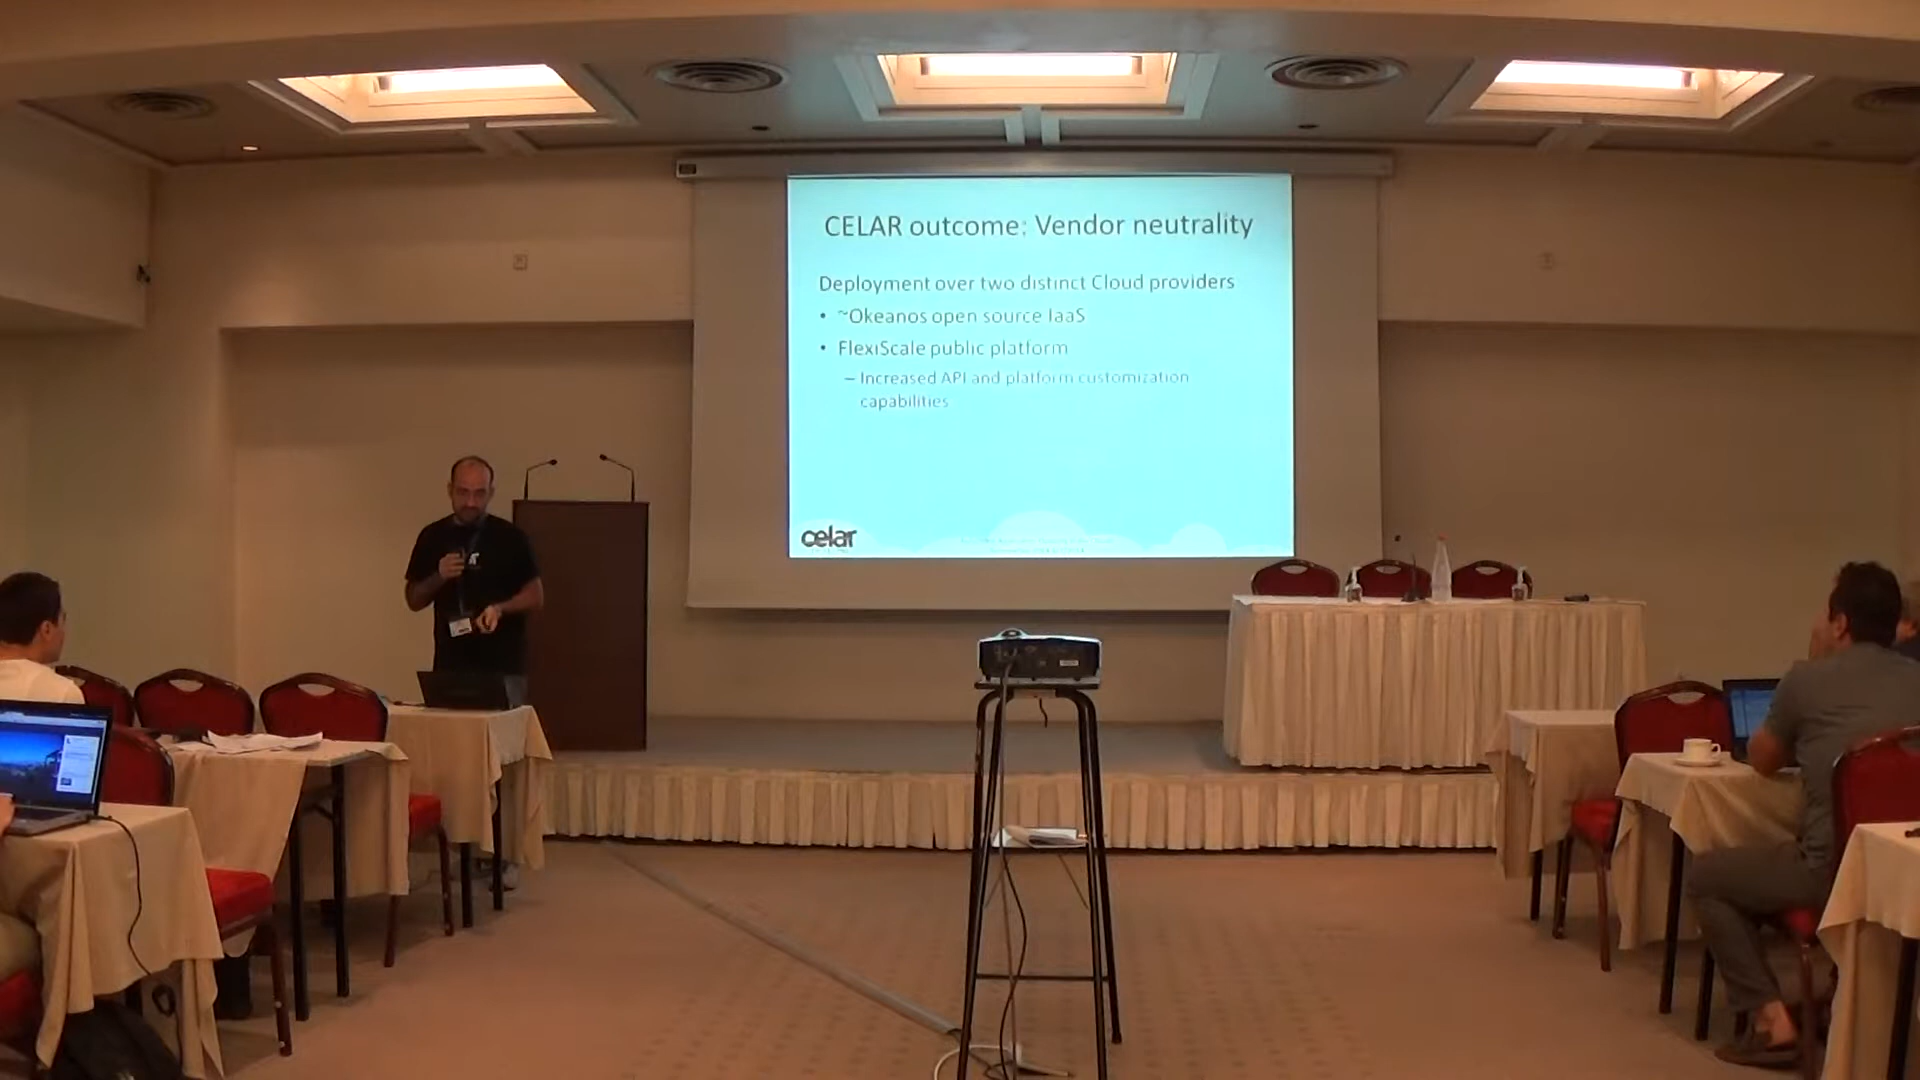 CELAR outcome: Vendor neutrality
Deployment over two distinct Cloud providers
• ~Okeanos open source IaaS
• FlexiScale public platform
– Increased API and platform customization
capabilities
celar